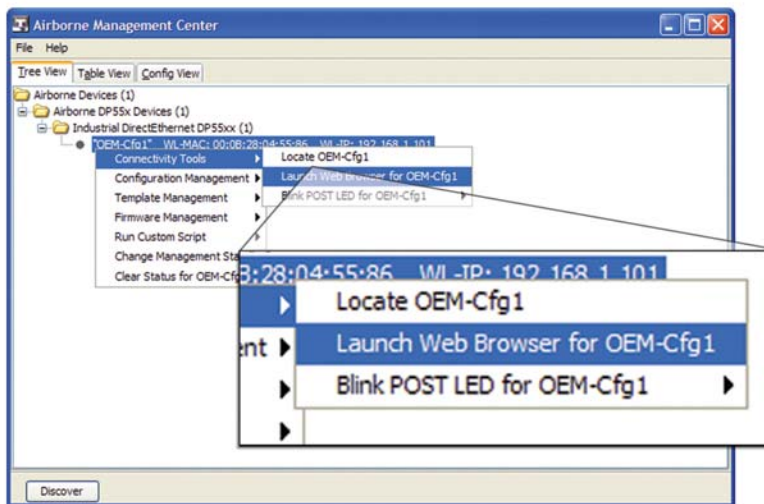 Airborne Management Center
File Help
Tree View Table View Config View
Airborne Devices (1)
Airborne DP55x Devices (1)
Industrial DirectEthernet DP55xx (1)
"OEM-Cfg1" WL-MAC: 00:0B:28:04:55:86 WL-IP: 192.168.1.101
Connectivity Tools
Configuration Management
Template Management
Firmware Management
Run Custom Script
Change Management Sta
Clear Status for OEM-Cfg
Locate OEM-Cfg1
Launch Web Browser for OEM-Cfg1
Blink POST LED for OEM-Cfg1
B:28:04:55:86 WL-IP: 192.168.1.101
ent
Locate OEM-Cfg1
Launch Web Browser for OEM-Cfg1
Blink POST LED for OEM-Cfg1
Discover